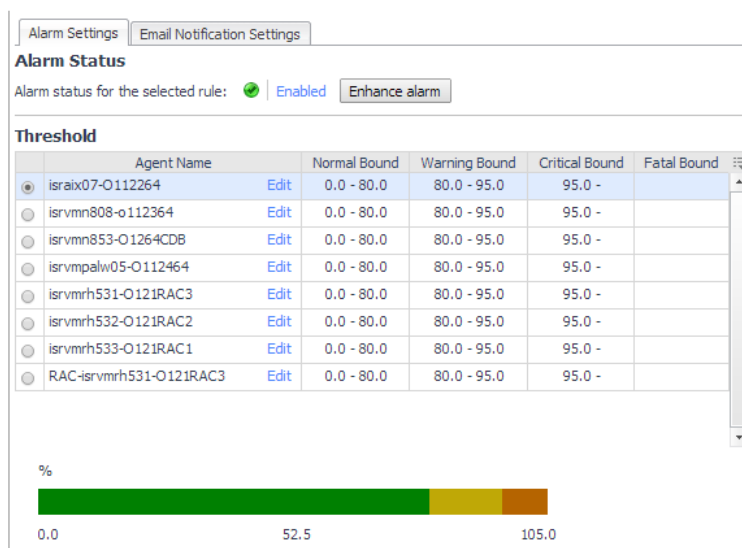 Alarm Settings Email Notification Settings
Alarm Status
Alarm status for the selected rule: Enabled Enhance alarm
Threshold
Agent Name Normal Bound Warning Bound Critical Bound Fatal Bound
israix07-O112264 Edit 0.0 - 80.0 80.0 - 95.0 95.0 -
isrvmn808-o112364 Edit 0.0 - 80.0 80.0 - 95.0 95.0 -
isrvmn853-O1264CDB Edit 0.0 - 80.0 80.0 - 95.0 95.0 -
isrvmpalw05-O112464 Edit 0.0 - 80.0 80.0 - 95.0 95.0 -
isrvmrh531-O121RAC3 Edit 0.0 - 80.0 80.0 - 95.0 95.0 -
isrvmrh532-O121RAC2 Edit 0.0 - 80.0 80.0 - 95.0 95.0 -
isrvmrh533-O121RAC1 Edit 0.0 - 80.0 80.0 - 95.0 95.0 -
RAC-isrvmrh531-O121RAC3 Edit 0.0 - 80.0 80.0 - 95.0 95.0 -
%
0.0 52.5 105.0